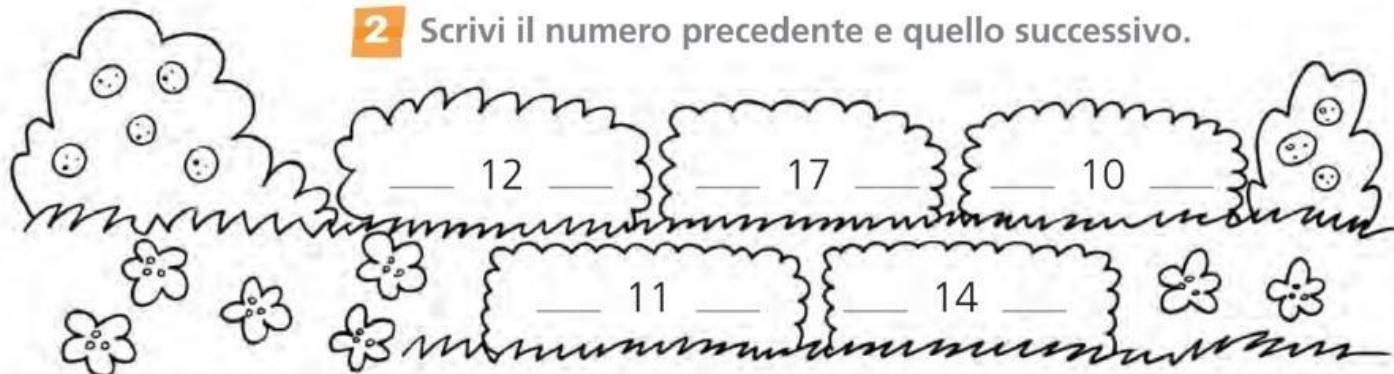 2 Scrivi il numero precedente e quello successivo.
___ 12 ___ ___ 17 ___ ___ 10 ___
___ 11 ___ ___ 14 ___